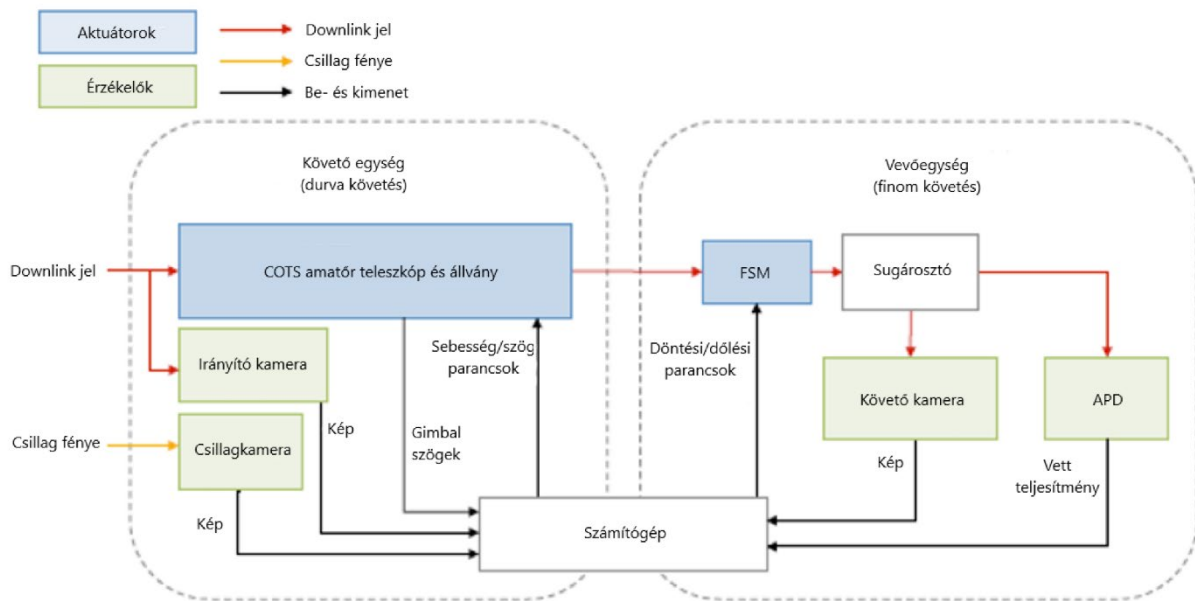 Aktuátorok
Downlink jel
Csillag fénye
Érzékelők
Be- és kimenet
Követő egység
(durva követés)
Vevőegység
(finom követés)
Downlink jel
COTS amatőr teleszkóp és állvány
FSM
Sugárosztó
Irányító kamera
Sebesség/szög
parancsok
Döntési/dőlési
parancsok
Követő kamera
APD
Csillag fénye
Csillagkamera
Kép
Gimbal
szögek
Kép
Vett
teljesítmény
Kép
Számítógép